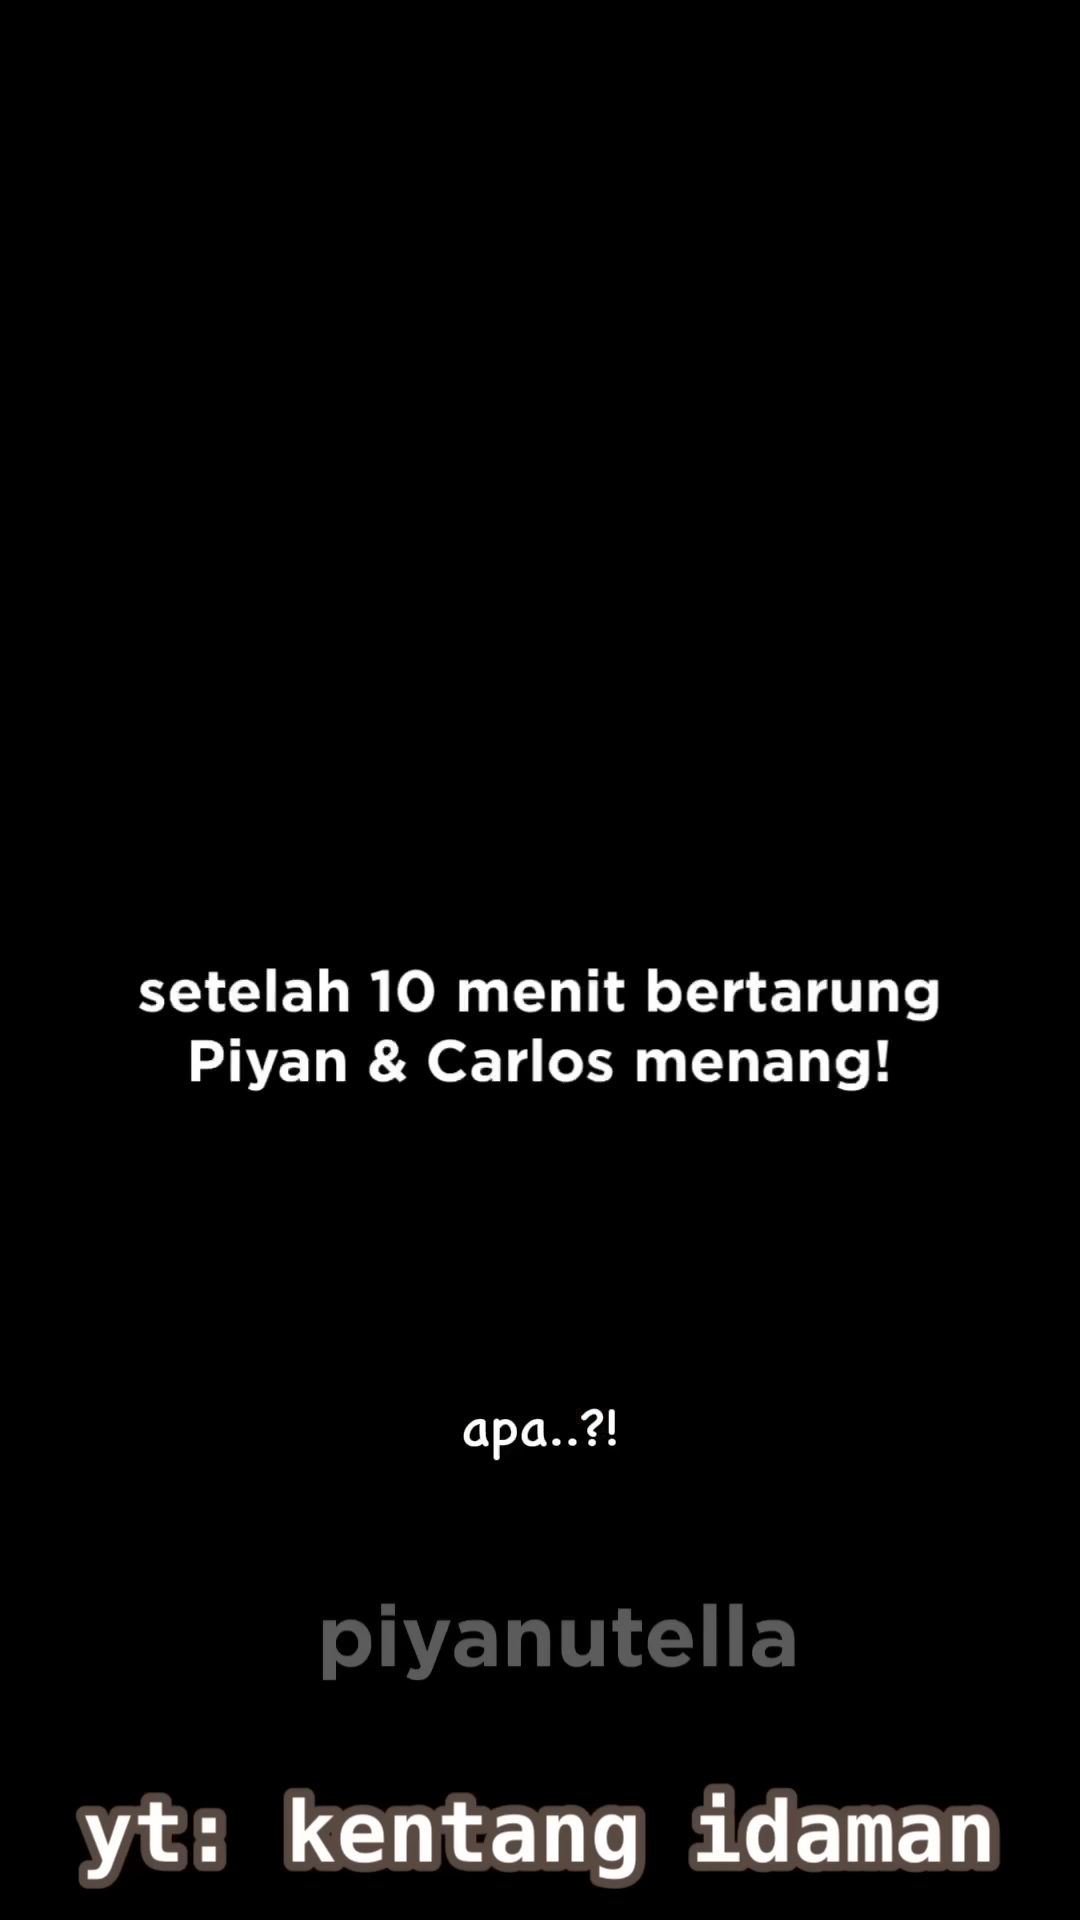 setelah 10 menit bertarung
Piyan & Carlos menang!
apa..?!
piyanutella
yt: kentang idaman